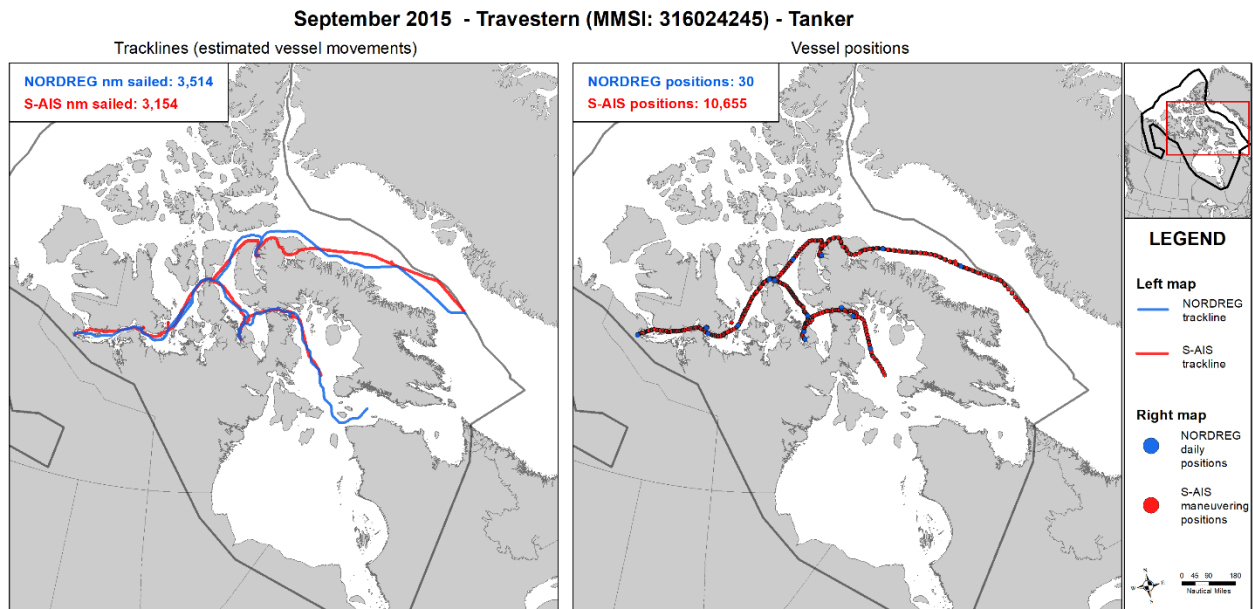 September 2015 - Travestern (MMSI: 316024245) - Tanker
Tracklines (estimated vessel movements)
Vessel positions
NORDREG nm sailed: 3,514
S-AIS nm sailed: 3,154
NORDREG positions: 30
S-AIS positions: 10,655
LEGEND
Left map
NORDREG
trackline
S-AIS
trackline
Right map
NORDREG
daily
positions
S-AIS
maneuvering
positions
0 45 90 180
Nautical Miles